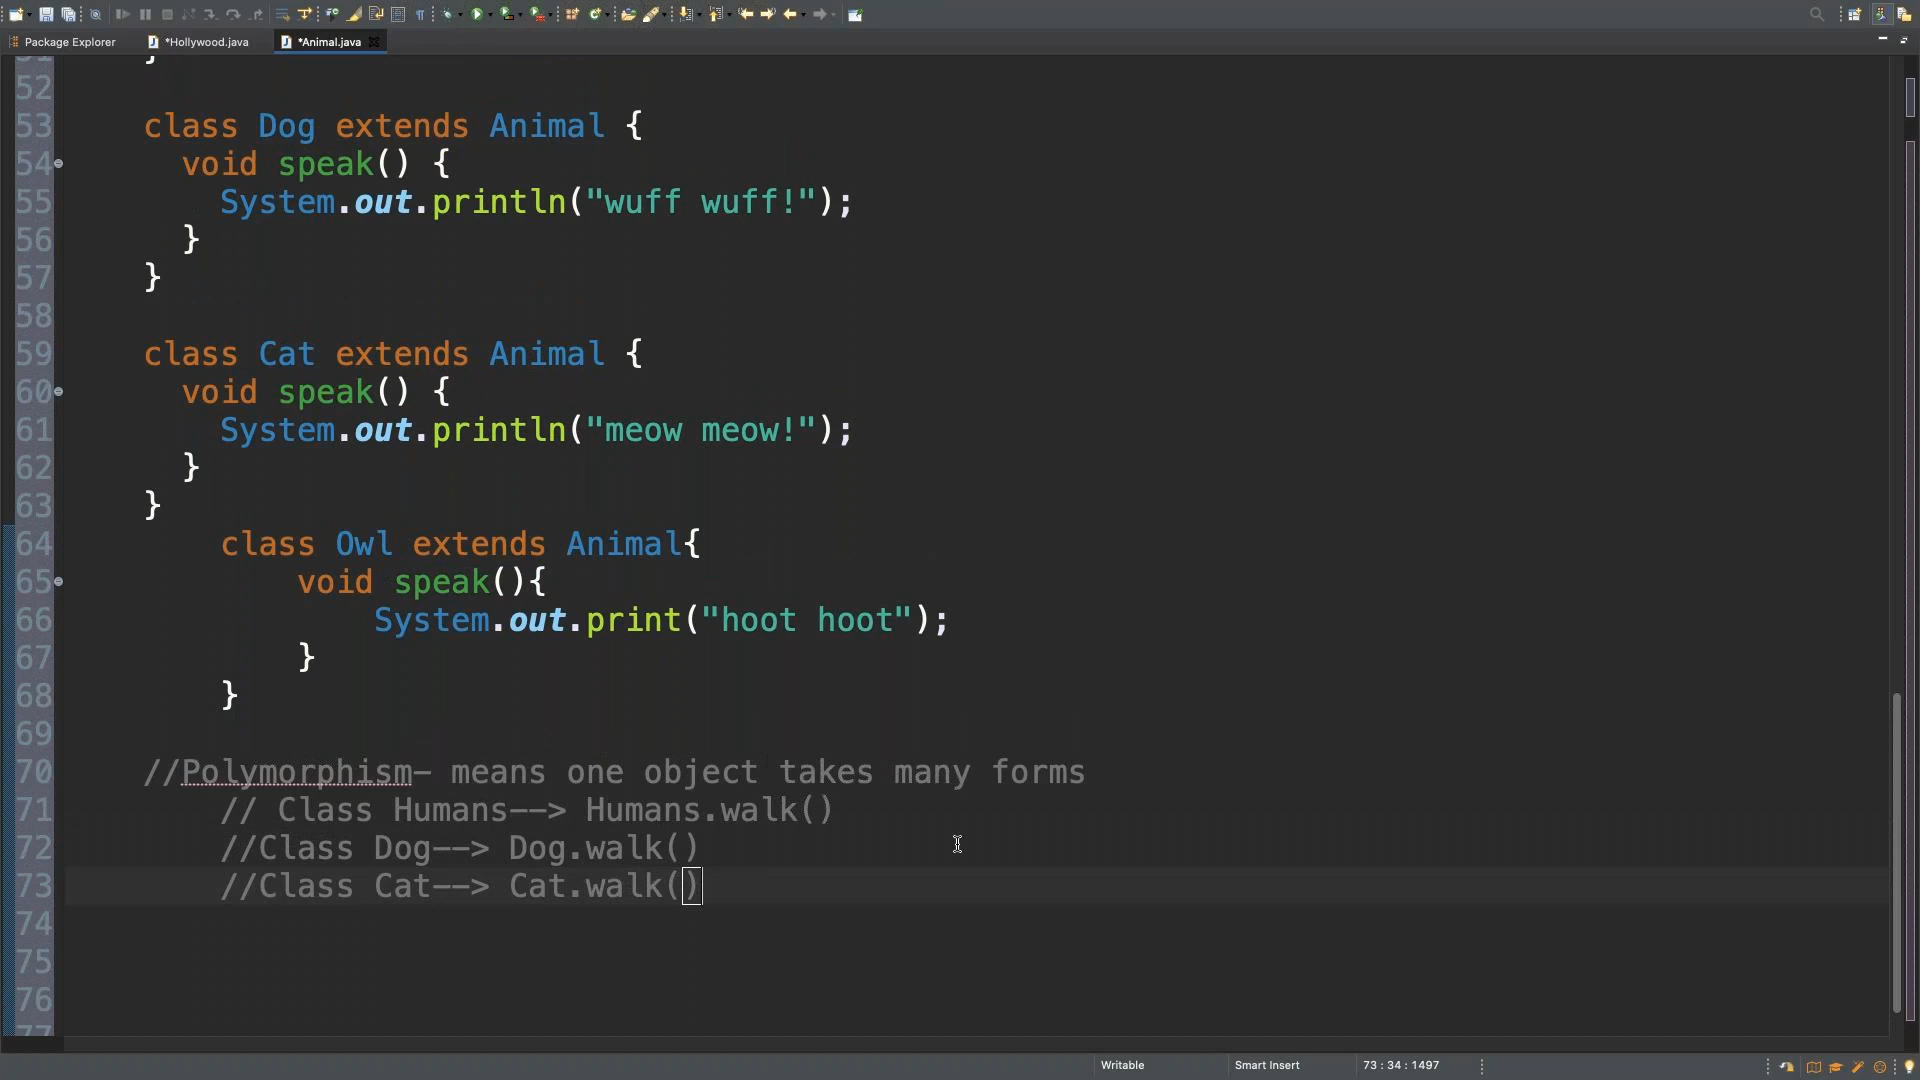 Package Explorer
*Hollywood.java
*Animal.java
51 }
52
53 class Dog extends Animal {
54 void speak() {
55 System.out.println("wuff wuff!");
56 }
57 }
58
59 class Cat extends Animal {
60 void speak() {
61 System.out.println("meow meow!");
62 }
63 }
64 class Owl extends Animal{
65 void speak(){
66 System.out.print("hoot hoot");
67 }
68 }
69
70 //Polymorphism- means one object takes many forms
71 // Class Humans--> Humans.walk()
72 //Class Dog--> Dog.walk()
73 //Class Cat--> Cat.walk()
74
75
76
77
Writable
Smart Insert
73 : 34 : 1497